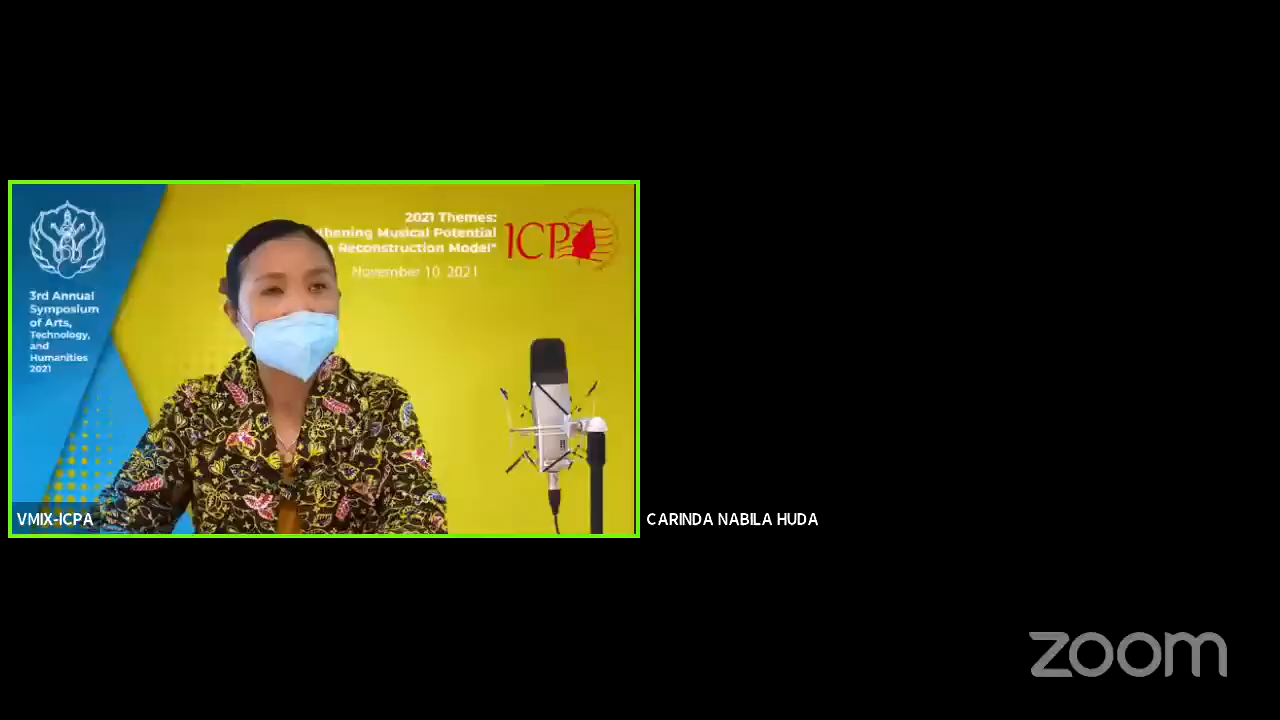 2021 Themes:
thening Musical Potential
Reconstruction Model"
November 10, 2021
ICP
3rd Annual
Symposium
of Arts,
Technology,
and
Humanities
2021
VMIX-ICPA
CARINDA NABILA HUDA
zoom